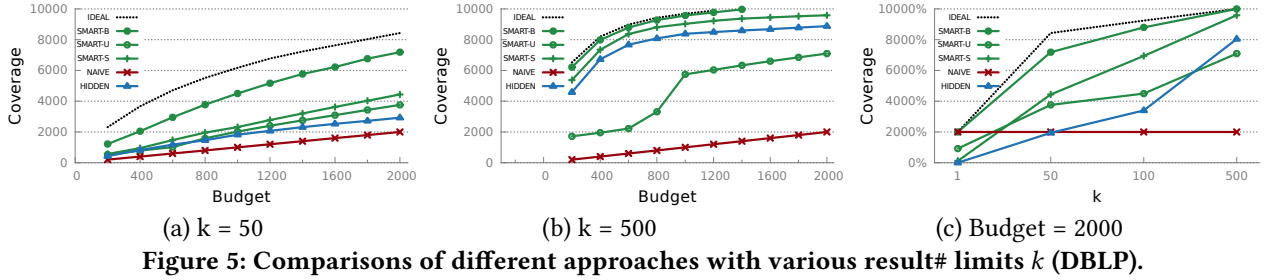 IDEAL
SMART-B
SMART-U
SMART-S
NAIVE
HIDDEN
Coverage
10000
8000
6000
4000
2000
0
0 400 800 1200 1600 2000
Budget
(a) k = 50
IDEAL
SMART-B
SMART-U
SMART-S
NAIVE
HIDDEN
Coverage
10000
8000
6000
4000
2000
0
0 400 800 1200 1600 2000
Budget
(b) k = 500
IDEAL
SMART-B
SMART-U
SMART-S
NAIVE
HIDDEN
Coverage
10000%
8000%
6000%
4000%
2000%
0%
1 50 100 500
k
(c) Budget = 2000
Figure 5: Comparisons of different approaches with various result# limits k (DBLP).